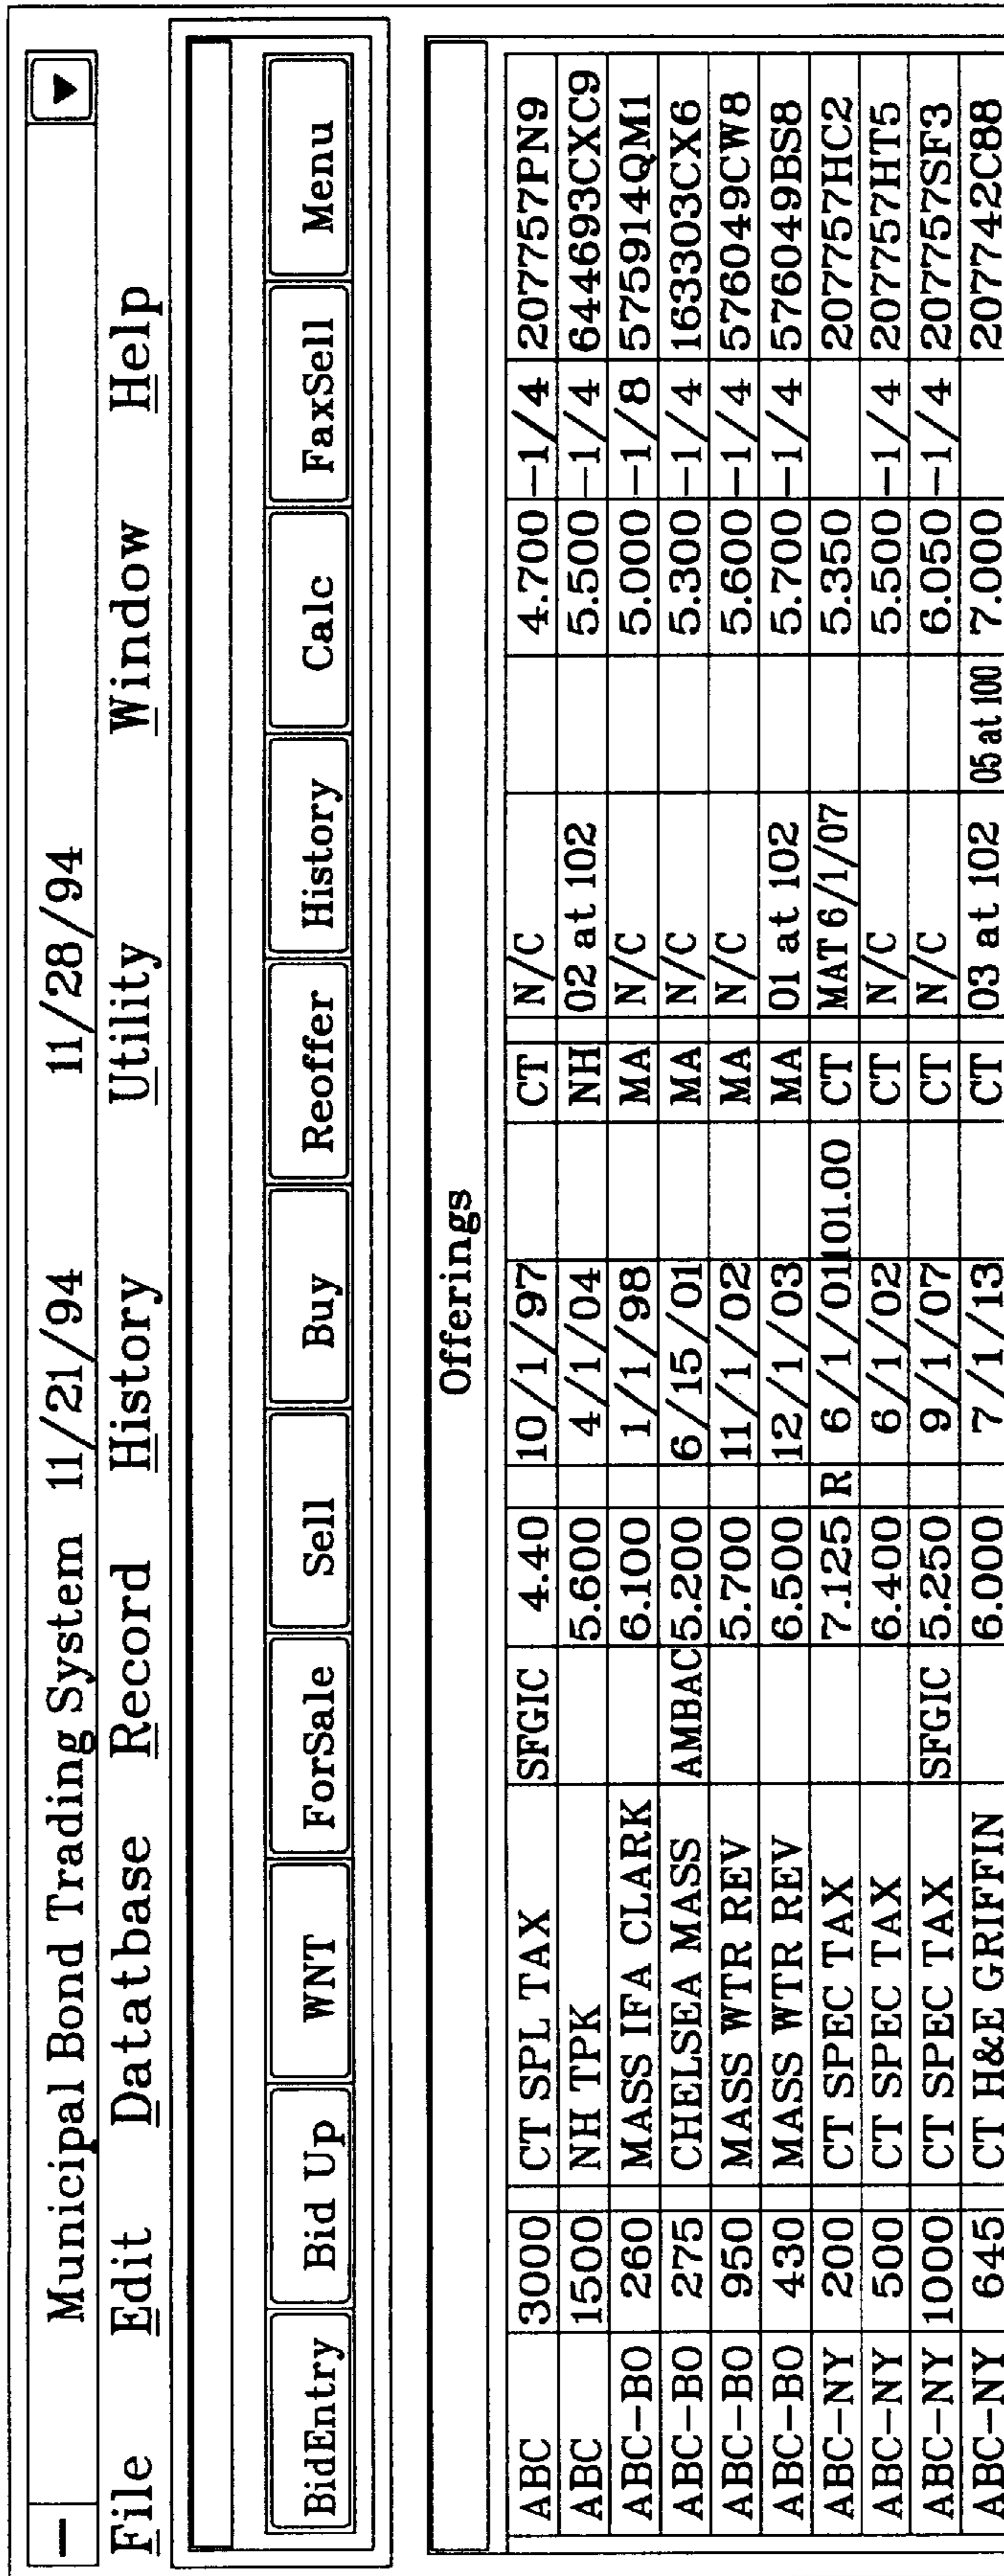 Municipal Bond Trading System 11/21/94 11/28/94
File Edit Datatbase Record History Utility Window Help
BidEntry Bid Up WNT ForSale Sell Buy Reoffer History Calc FaxSell Menu
Offerings
ABC 3000 CT SPL TAX SFGIC 4.40 10/1/97 CT N/C 4.700 -1/4 207757PN9
ABC 1500 NH TPK 5.600 4/1/04 NH 02 at 102 5.500 -1/4 644693CXC9
ABC-BO 260 MASS IFA CLARK 6.100 1/1/98 MA N/C 5.000 -1/8 575914QM1
ABC-BO 275 CHELSEA MASS AMBAC 5.200 6/15/01 MA N/C 5.300 -1/4 163303CX6
ABC-BO 950 MASS WTR REV 5.700 11/1/02 MA N/C 5.600 -1/4 576049CW8
ABC-BO 430 MASS WTR REV 6.500 12/1/03 MA 01 at 102 5.700 -1/4 576049BS8
ABC-NY 200 CT SPEC TAX 7.125 R 6/1/01 101.00 CT MAT 6/1/07 5.350 207757HC2
ABC-NY 500 CT SPEC TAX 6.400 6/1/02 CT N/C 5.500 -1/4 207757HT5
ABC-NY 1000 CT SPEC TAX SFGIC 5.250 9/1/07 CT N/C 6.050 -1/4 207757SF3
ABC-NY 645 CT H&E GRIFFIN 6.000 7/1/13 CT 03 at 102 05 at 100 7.000 207742C88